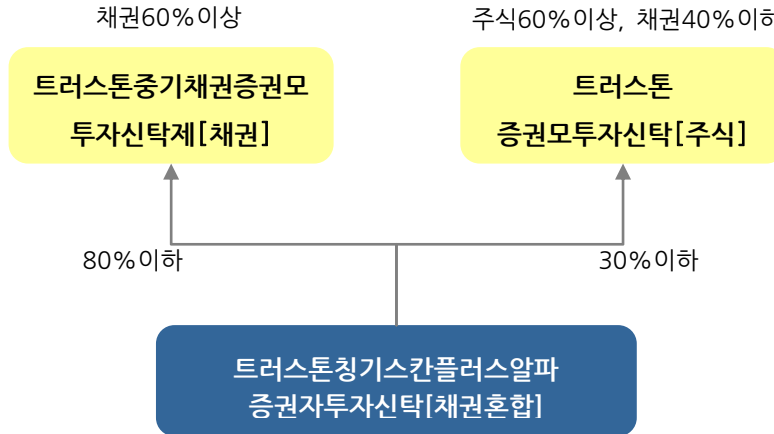 채권60%이상
주식60%이상, 채권40%이하
트러스톤중기채권증권모
투자신탁제[채권]
트러스톤
증권모투자신탁[주식]
80%이하
30%이하
트러스톤칭기스칸플러스알파
증권자투자신탁[채권혼합]